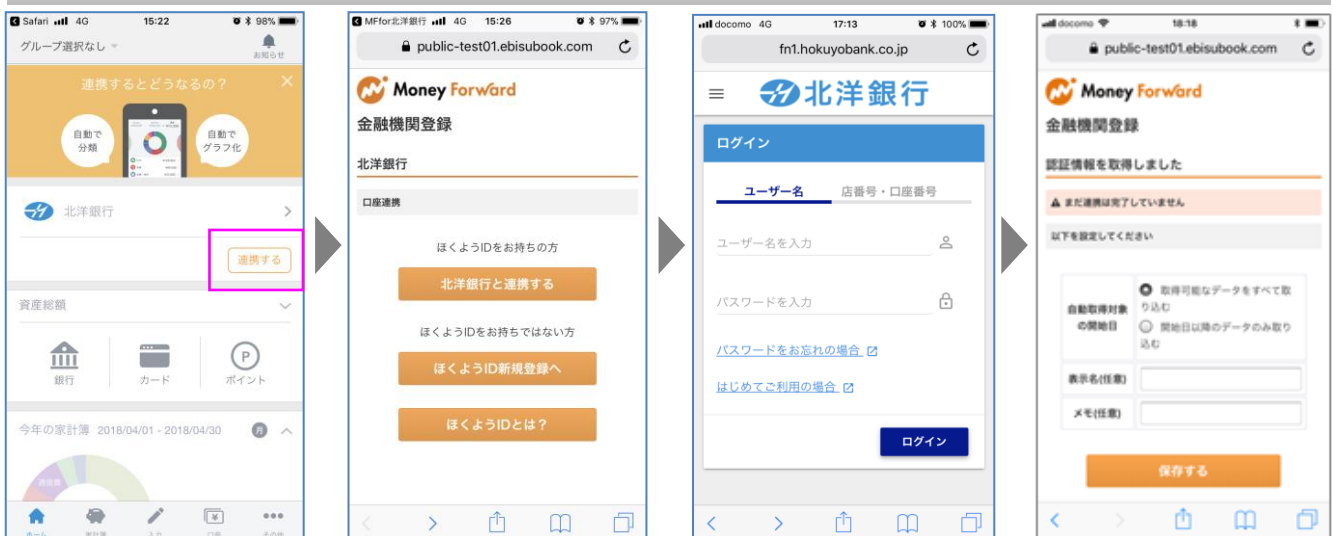 Safari 4G 15:22 98%
グループ選択なし
お知らせ
連携するとどうなるの?
自動で
分類
自動で
グラフ化
北洋銀行
連携する
資産総額
銀行
カード
P
ポイント
今年の家計簿 2018/04/01 - 2018/04/30 月
ホーム
家計簿
入力
口座
その他
MFfor北洋銀行 4G 15:26 97%
public-test01.ebisubook.com
Money Forward
金融機関登録
北洋銀行
口座連携
ほくようIDをお持ちの方
北洋銀行と連携する
ほくようIDをお持ちではない方
ほくようID新規登録へ
ほくようIDとは?
docomo 4G 17:13 100%
fn1.hokuyobank.co.jp
北洋銀行
ログイン
ユーザー名 店番号・口座番号
ユーザー名を入力
パスワードを入力
パスワードをお忘れの場合
はじめてご利用の場合
ログイン
docomo 18:18
public-test01.ebisubook.com
Money Forward
金融機関登録
認証情報を取得しました
まだ連携は完了していません
以下を設定してください
自動取得対象
の開始日
取得可能なデータをすべて取
り込む
開始日以降のデータのみ取り
込む
表示名(任意)
メモ(任意)
保存する